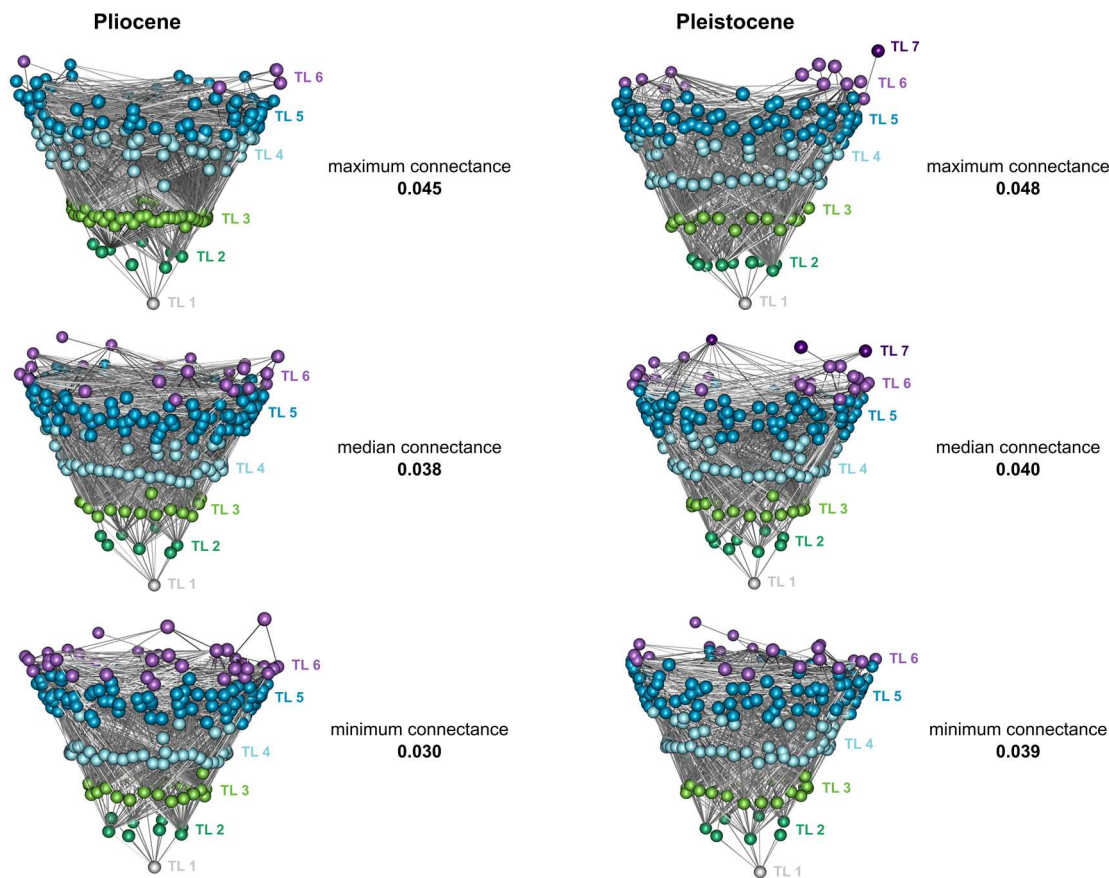 Pliocene
Pleistocene
TL 6
TL 5
TL 4
TL 3
TL 2
TL 1
maximum connectance
0.045
TL 7
TL 6
TL 5
TL 4
TL 3
TL 2
TL 1
maximum connectance
0.048
TL 6
TL 5
TL 4
TL 3
TL 2
TL 1
median connectance
0.038
TL 7
TL 6
TL 5
TL 4
TL 3
TL 2
TL 1
median connectance
0.040
TL 6
TL 5
TL 4
TL 3
TL 2
TL 1
minimum connectance
0.030
TL 6
TL 5
TL 4
TL 3
TL 2
TL 1
minimum connectance
0.039